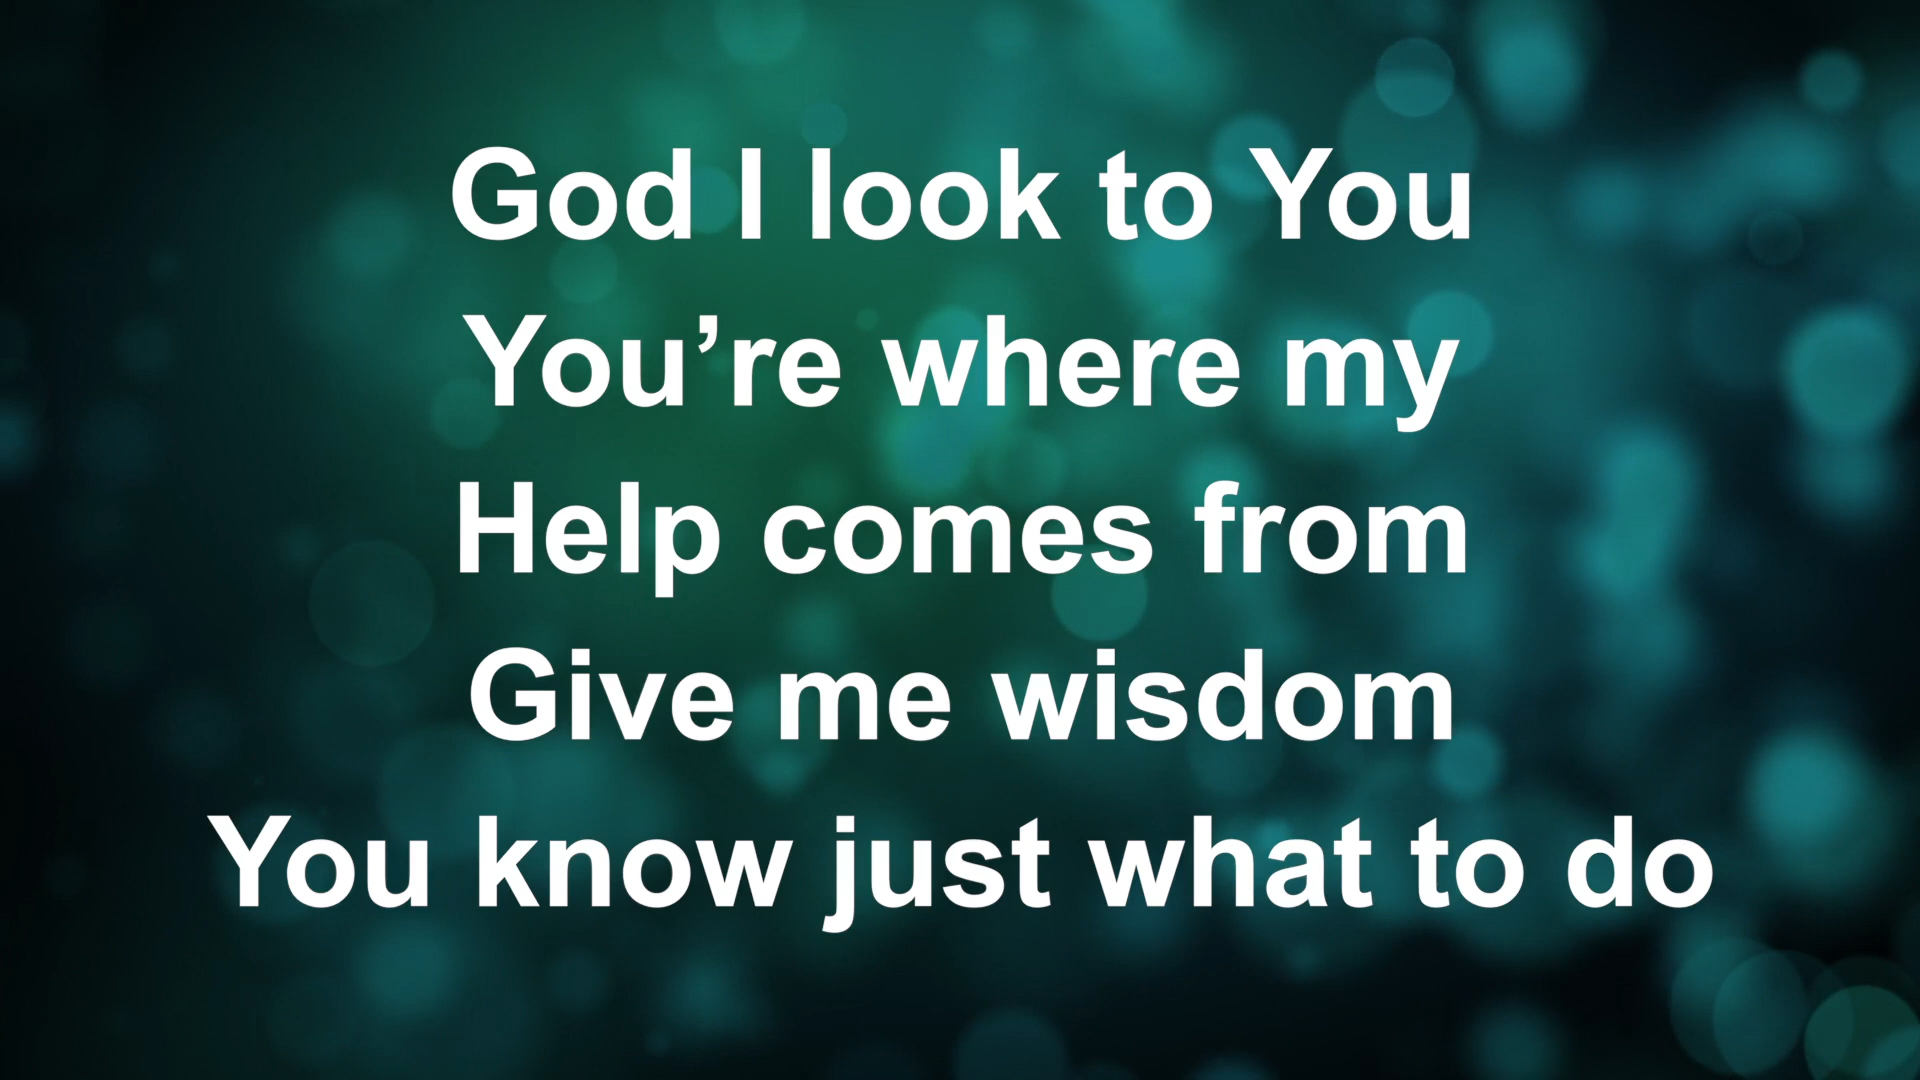 God I look to You
You’re where my
Help comes from
Give me wisdom
You know just what to do